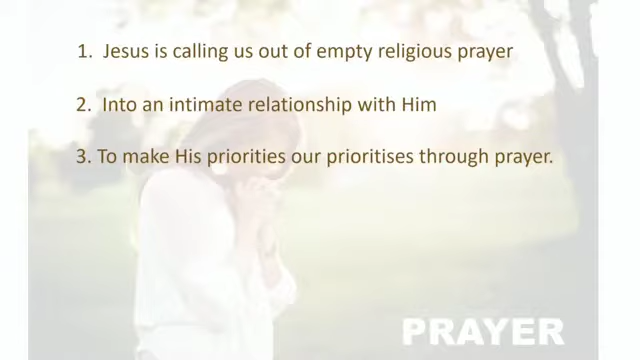 1. Jesus is calling us out of empty religious prayer
2. Into an intimate relationship with Him
3. To make His priorities our prioritises through prayer.
PRAYER